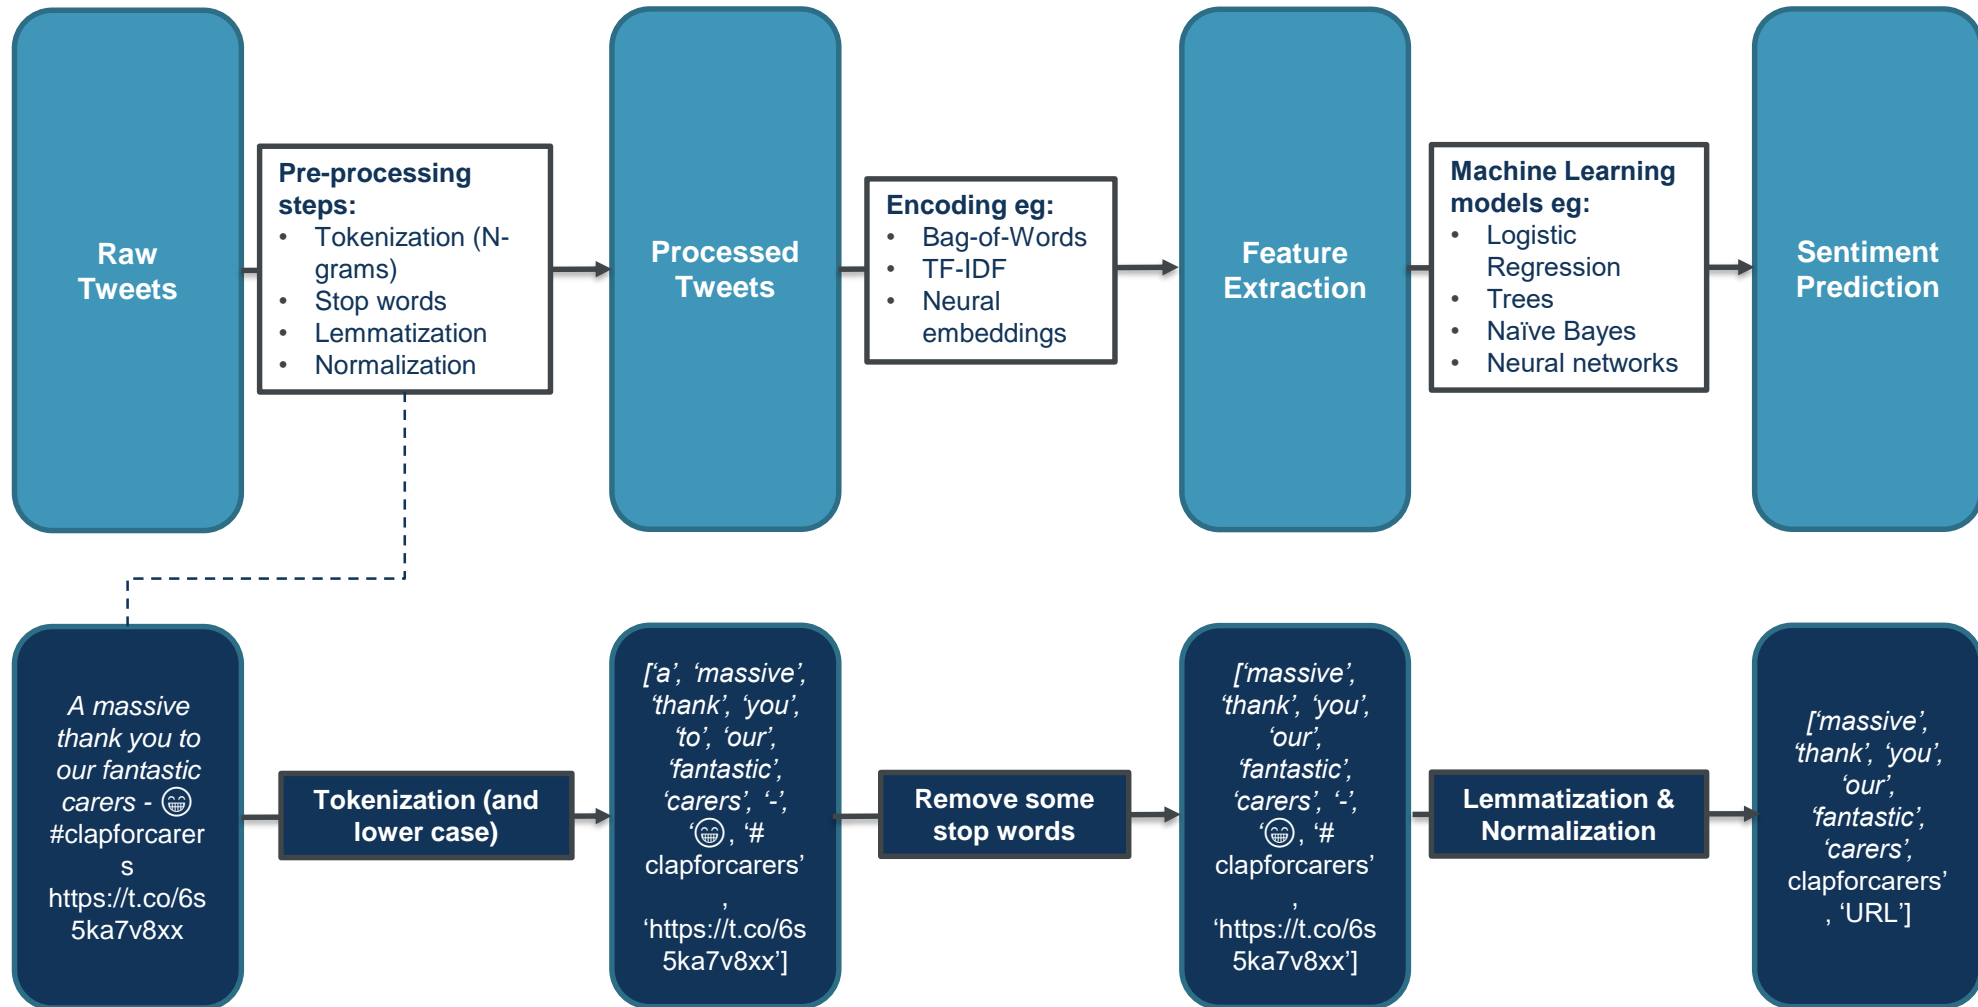 Raw
Tweets
Pre-processing
steps:
• Tokenization (N-
grams)
• Stop words
• Lemmatization
• Normalization
Processed
Tweets
Encoding eg:
• Bag-of-Words
• TF-IDF
• Neural
embeddings
Feature
Extraction
Machine Learning
models eg:
• Logistic
Regression
• Trees
• Naïve Bayes
• Neural networks
Sentiment
Prediction
A massive
thank you to
our fantastic
carers - 😁
#clapforcarer
s
https://t.co/6s
5ka7v8xx
Tokenization (and
lower case)
[‘a’, ‘massive’,
‘thank’, ‘you’,
‘to’, ‘our’,
‘fantastic’,
‘carers’, ‘-’,
‘😁, ‘#
clapforcarers’
,
‘https://t.co/6s
5ka7v8xx’]
Remove some
stop words
[‘massive’,
‘thank’, ‘you’,
‘our’,
‘fantastic’,
‘carers’, ‘-’,
‘😁, ‘#
clapforcarers’
,
‘https://t.co/6s
5ka7v8xx’]
Lemmatization &
Normalization
[‘massive’,
‘thank’, ‘you’,
‘our’,
‘fantastic’,
‘carers’,
clapforcarers’
, ‘URL’]